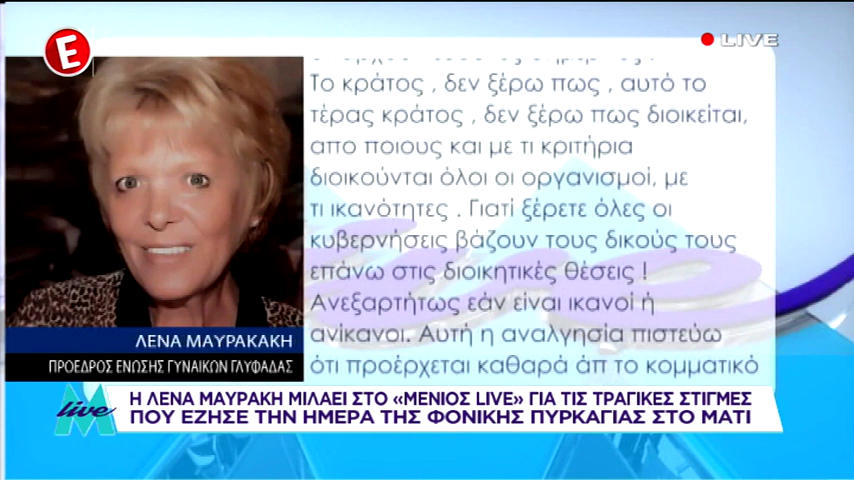 E
LIVE
Το κράτος , δεν ξέρω πως , αυτό το
τέρας κράτος , δεν ξέρω πως διοικείται,
απο ποιους και με τι κριτήρια
διοικούνται όλοι οι οργανισμοί, με
τι ικανότητες . Γιατί ξέρετε όλες οι
κυβερνήσεις βάζουν τους δικούς τους
επάνω στις διοικητικές θέσεις !
Ανεξαρτήτως εάν είναι ικανοί ή
ανίκανοι. Αυτή η αναλγησία πιστεύω
ότι προέρχεται καθαρά άπ το κομματικό
ΛΕΝΑ ΜΑΥΡΑΚΑΚΗ
ΠΡΟΕΔΡΟΣ ΕΝΩΣΗΣ ΓΥΝΑΙΚΩΝ ΓΛΥΦΑΔΑΣ
M live
Η ΛΕΝΑ ΜΑΥΡΑΚΗ ΜΙΛΑΕΙ ΣΤΟ «ΜΕΝΙΟΣ LIVE» ΓΙΑ ΤΙΣ ΤΡΑΓΙΚΕΣ ΣΤΙΓΜΕΣ
ΠΟΥ ΕΖΗΣΕ ΤΗΝ ΗΜΕΡΑ ΤΗΣ ΦΟΝΙΚΗΣ ΠΥΡΚΑΓΙΑΣ ΣΤΟ ΜΑΤΙ